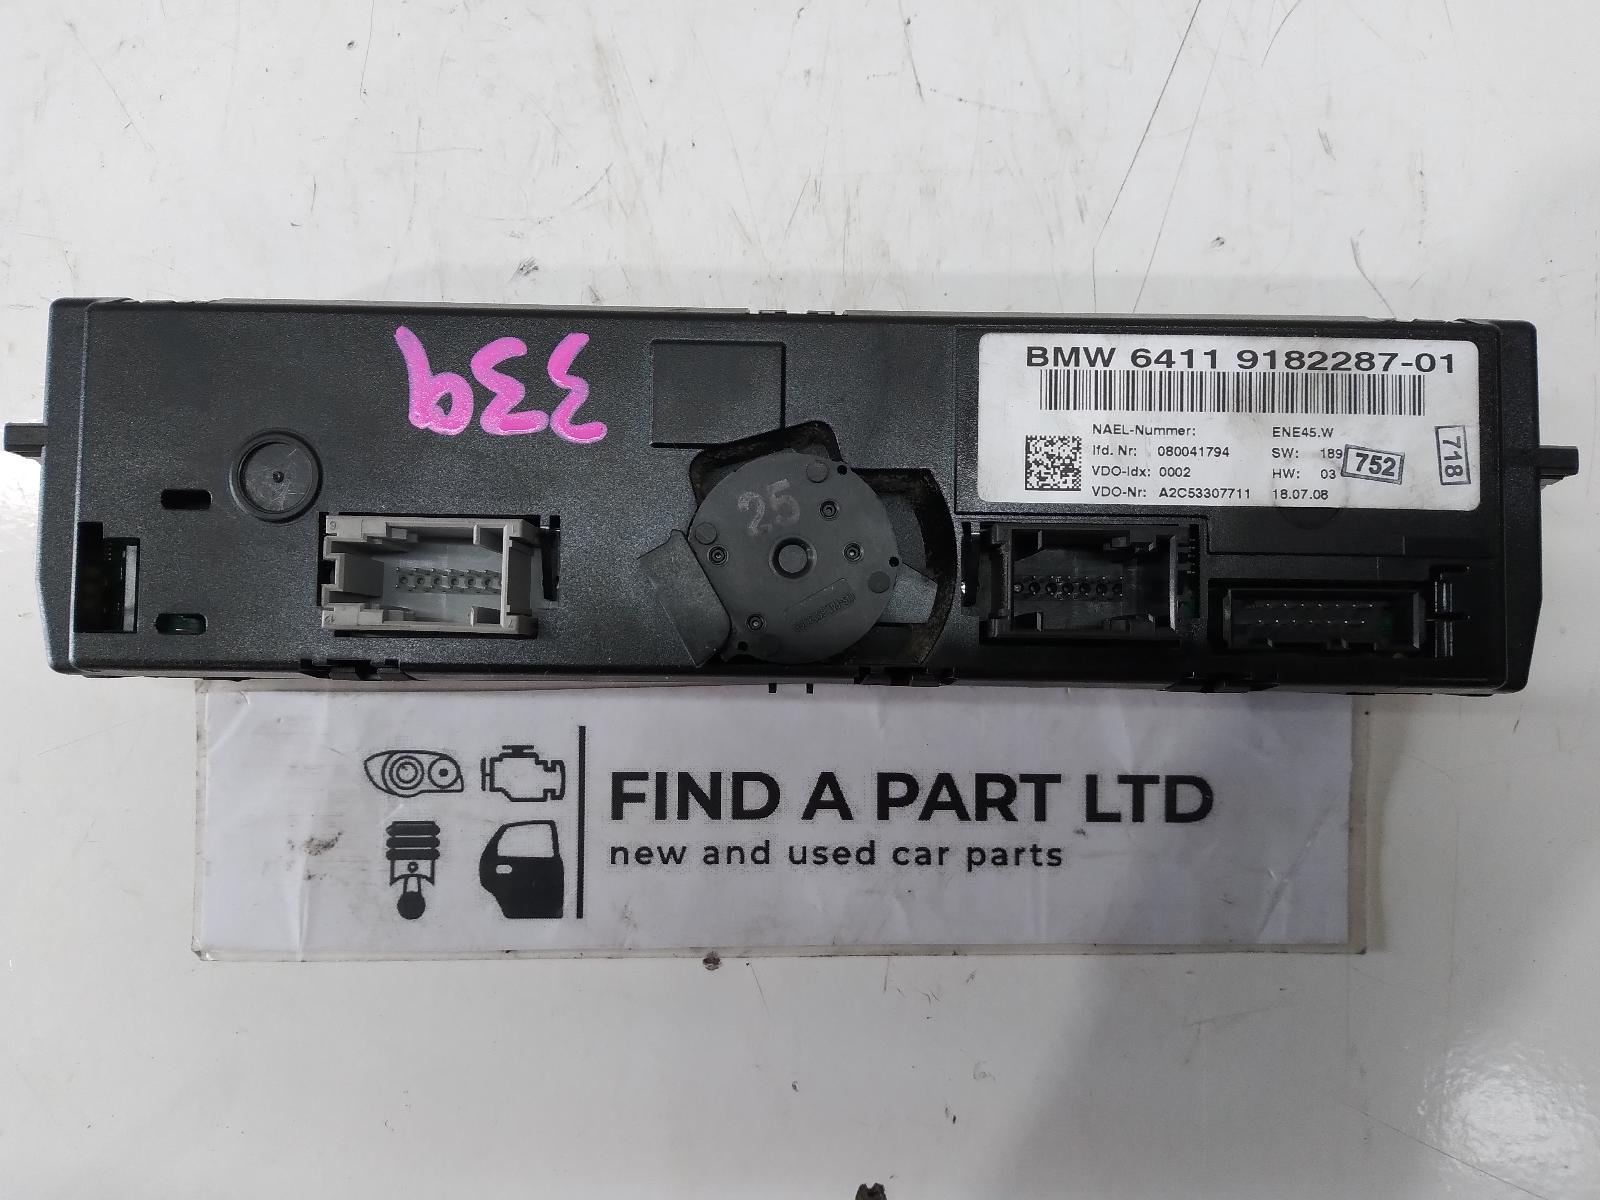 339
BMW 6411 9182287-01
NAEL-Nummer: ENE45.W
lfd. Nr: 080041794 SW: 189
VDO-Idx: 0002 HW: 03
VDO-Nr: A2C53307711 18.07.08
752
718
25
FIND A PART LTD
new and used car parts